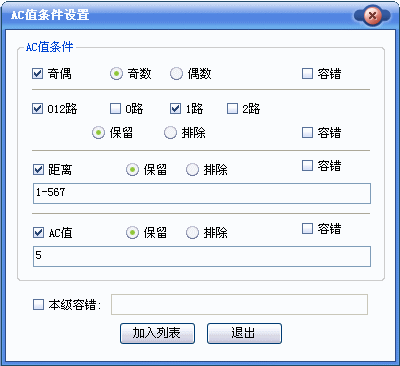 AC值条件设置
AC值条件
奇偶 奇数 偶数 容错
012路 0路 1路 2路
保留 排除 容错
距离 保留 排除 容错
1-567
AC值 保留 排除 容错
5
本级容错:
加入列表 退出